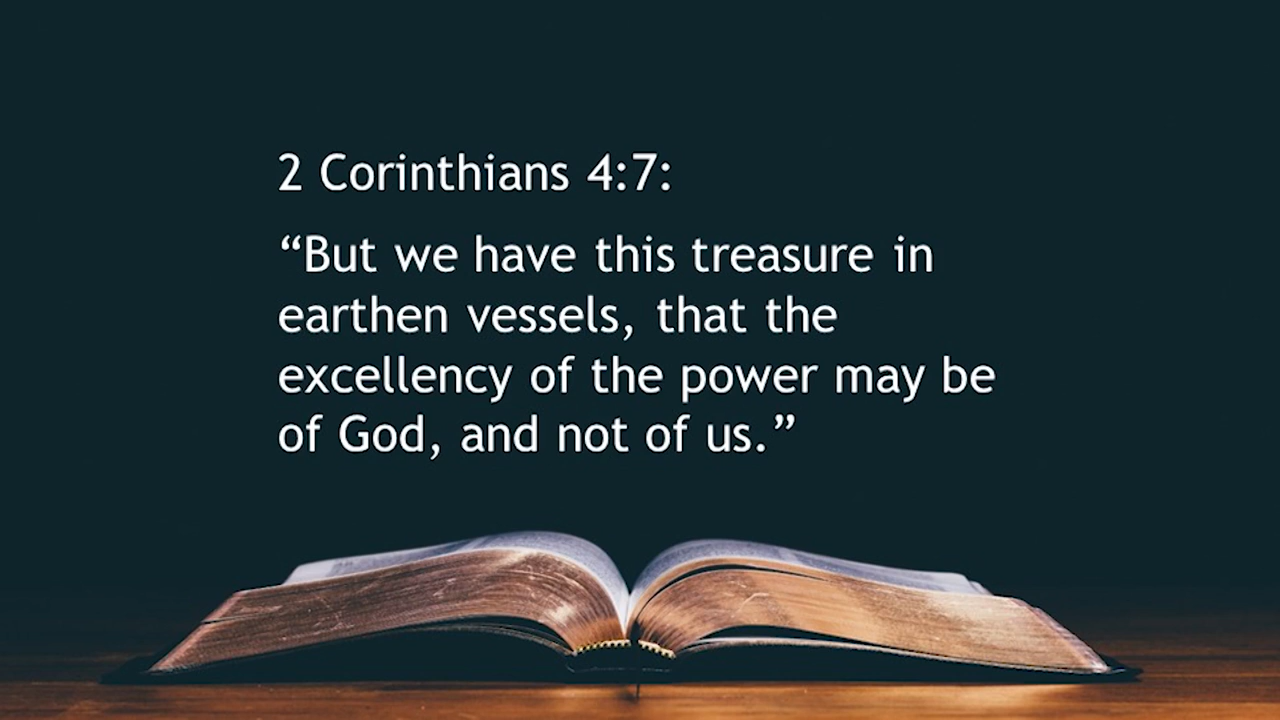 2 Corinthians 4:7:
“But we have this treasure in
earthen vessels, that the
excellency of the power may be
of God, and not of us.”